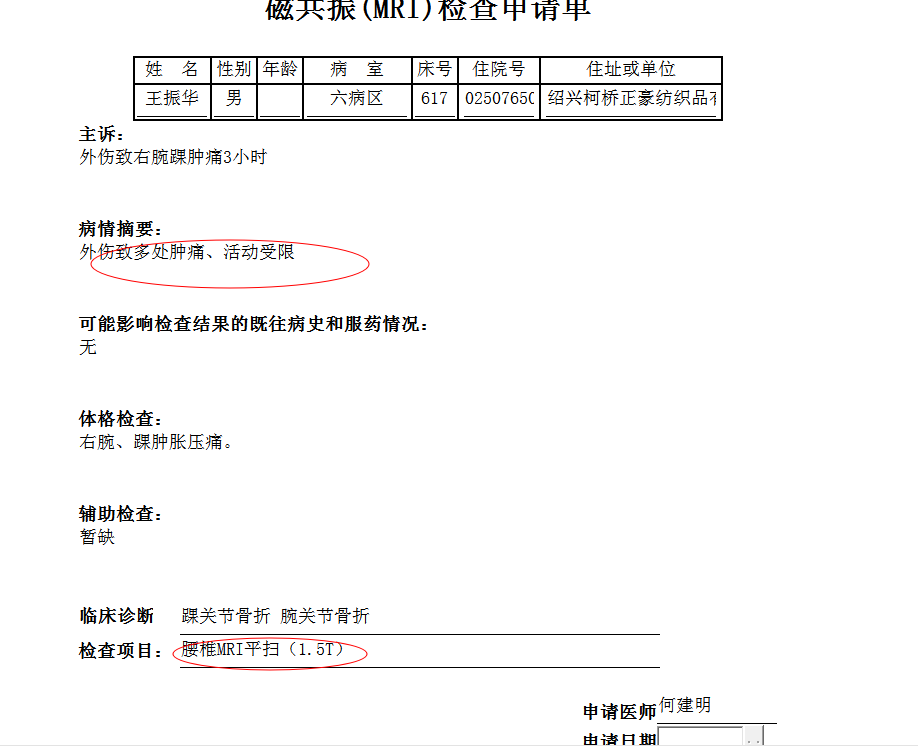 磁共振(MRI)检查申请单
姓 名 性别 年龄 病 室 床号 住院号 住址或单位
王振华 男 六病区 617 0250765 绍兴柯桥正豪纺织品
主诉：
外伤致右腕踝肿痛3小时
病情摘要：
外伤致多处肿痛、活动受限
可能影响检查结果的既往病史和服药情况：
无
体格检查：
右腕、踝肿胀压痛。
辅助检查：
暂缺
临床诊断 踝关节骨折 腕关节骨折
检查项目： 腰椎MRI平扫（1.5T）
申请医师 何建明
申请日期 ..